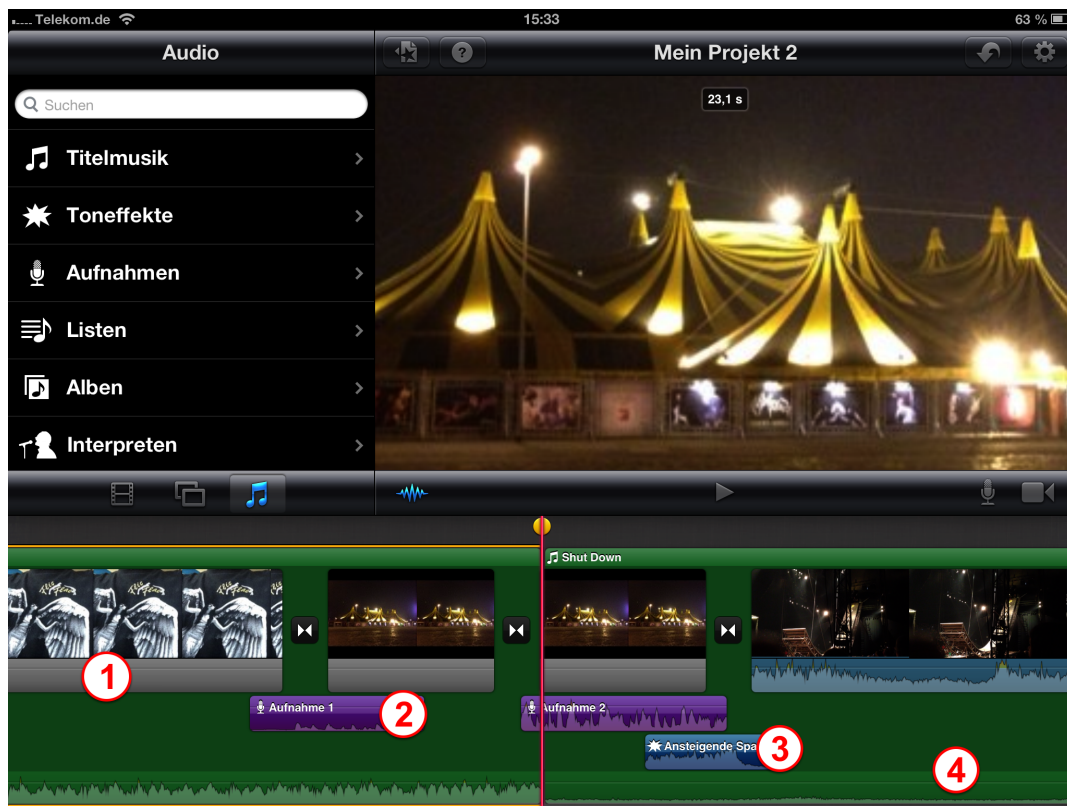 Telekom.de
15:33
63 %
Audio
Mein Projekt 2
Suchen
23,1 s
Titelmusik
Toneffekte
Aufnahmen
Listen
Alben
Interpreten
Shut Down
1
Aufnahme 1
2
Aufnahme 2
Ansteigende Spa
3
4